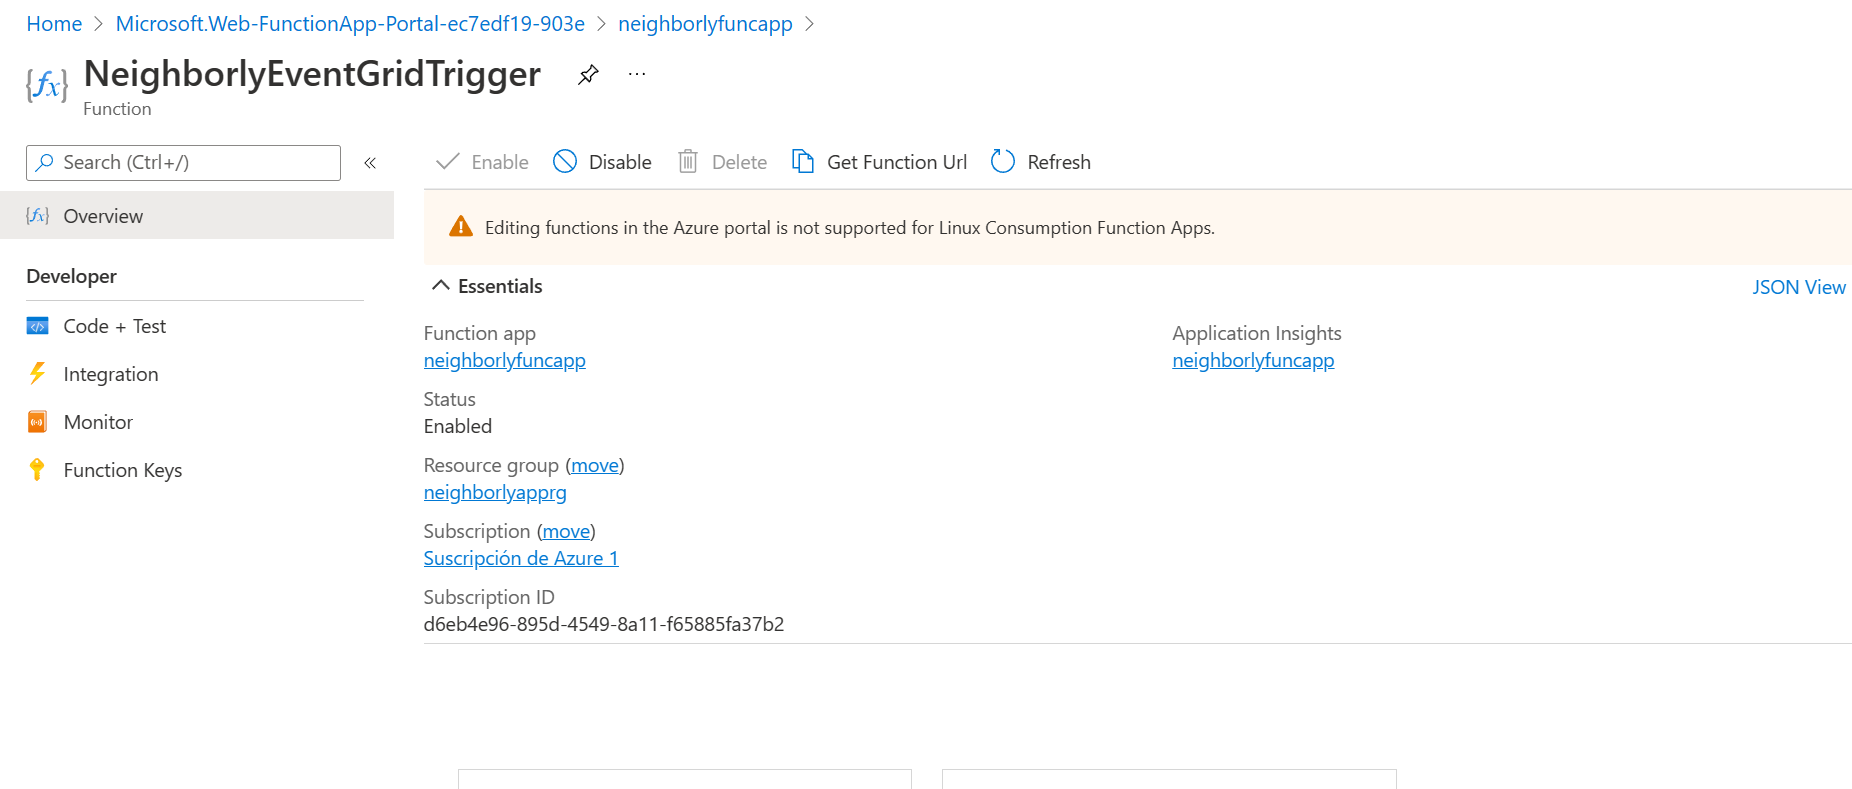 Home > Microsoft.Web-FunctionApp-Portal-ec7edf19-903e > neighborlyfuncapp >
NeighborlyEventGridTrigger ...
Function
Search (Ctrl+/) «
Enable Disable Delete Get Function Url Refresh
Overview
Editing functions in the Azure portal is not supported for Linux Consumption Function Apps.
Developer
Code + Test
Integration
Monitor
Function Keys
Essentials
JSON View
Function app
neighborlyfuncapp
Status
Enabled
Resource group (move)
neighborlyapprg
Subscription (move)
Suscripción de Azure 1
Subscription ID
d6eb4e96-895d-4549-8a11-f65885fa37b2
Application Insights
neighborlyfuncapp